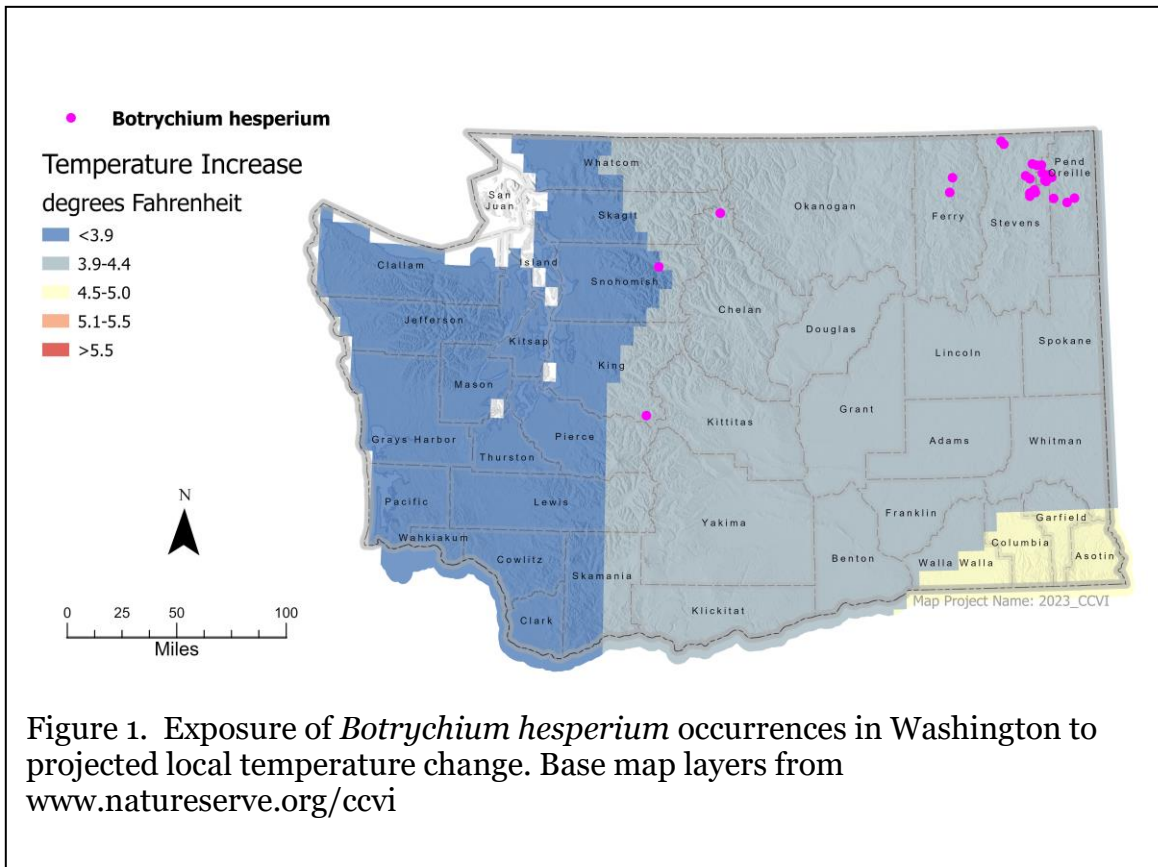 Botrychium hesperium
Temperature Increase
degrees Fahrenheit
<3.9
3.9-4.4
4.5-5.0
5.1-5.5
>5.5
Whatcom
Pend
Oreille
San
Juan
Okanogan
Skagit
Ferry
Stevens
Island
Clallam
Snohomish
Chelan
Jefferson
Douglas
Kitsap
Spokane
Lincoln
King
Mason
Grant
Kittitas
Grays Harbor
Pierce
Adams
Whitman
Thurston
Pacific
Lewis
Franklin
Garfield
Yakima
Wahkiakum
Columbia
Asotin
Cowlitz
Benton
Walla Walla
Skamania
Map Project Name: 2023_CCVI
Klickitat
Clark
N
0 25 50 100
Miles
Figure 1. Exposure of Botrychium hesperium occurrences in Washington to
projected local temperature change. Base map layers from
www.natureserve.org/ccvi